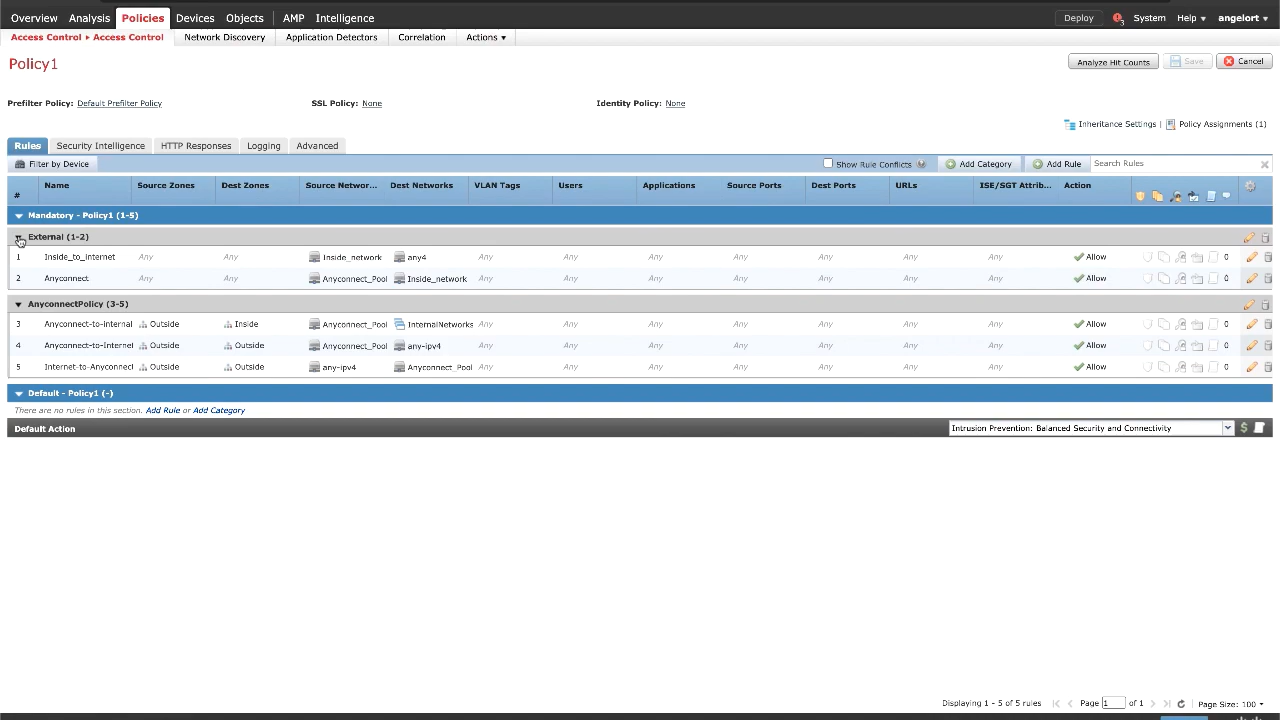 Overview Analysis Policies Devices Objects AMP Intelligence Deploy 3 System Help ▾ angelort ▾
Access Control ▸ Access Control Network Discovery Application Detectors Correlation Actions ▾
Policy1
Analyze Hit Counts Save Cancel
Prefilter Policy: Default Prefilter Policy SSL Policy: None Identity Policy: None
Inheritance Settings | Policy Assignments (1)
Rules Security Intelligence HTTP Responses Logging Advanced
Filter by Device Show Rule Conflicts Add Category Add Rule Search Rules
# Name Source Zones Dest Zones Source Networ... Dest Networks VLAN Tags Users Applications Source Ports Dest Ports URLs ISE/SGT Attrib... Action
Mandatory - Policy1 (1-5)
External (1-2)
1 Inside_to_Internet Any Any Inside_network any4 Any Any Any Any Any Any Any Allow 0
2 Anyconnect Any Any Anyconnect_Pool Inside_network Any Any Any Any Any Any Any Allow 0
AnyconnectPolicy (3-5)
3 Anyconnect-to-internal Outside Inside Anyconnect_Pool InternalNetworks Any Any Any Any Any Any Any Allow 0
4 Anyconnect-to-Internet Outside Outside Anyconnect_Pool any-ipv4 Any Any Any Any Any Any Any Allow 0
5 Internet-to-Anyconnect Outside Outside any-ipv4 Anyconnect_Pool Any Any Any Any Any Any Any Allow 0
Default - Policy1 (-)
There are no rules in this section. Add Rule or Add Category
Default Action Intrusion Prevention: Balanced Security and Connectivity $
Displaying 1 - 5 of 5 rules Page 1 of 1 Page Size: 100 ▾